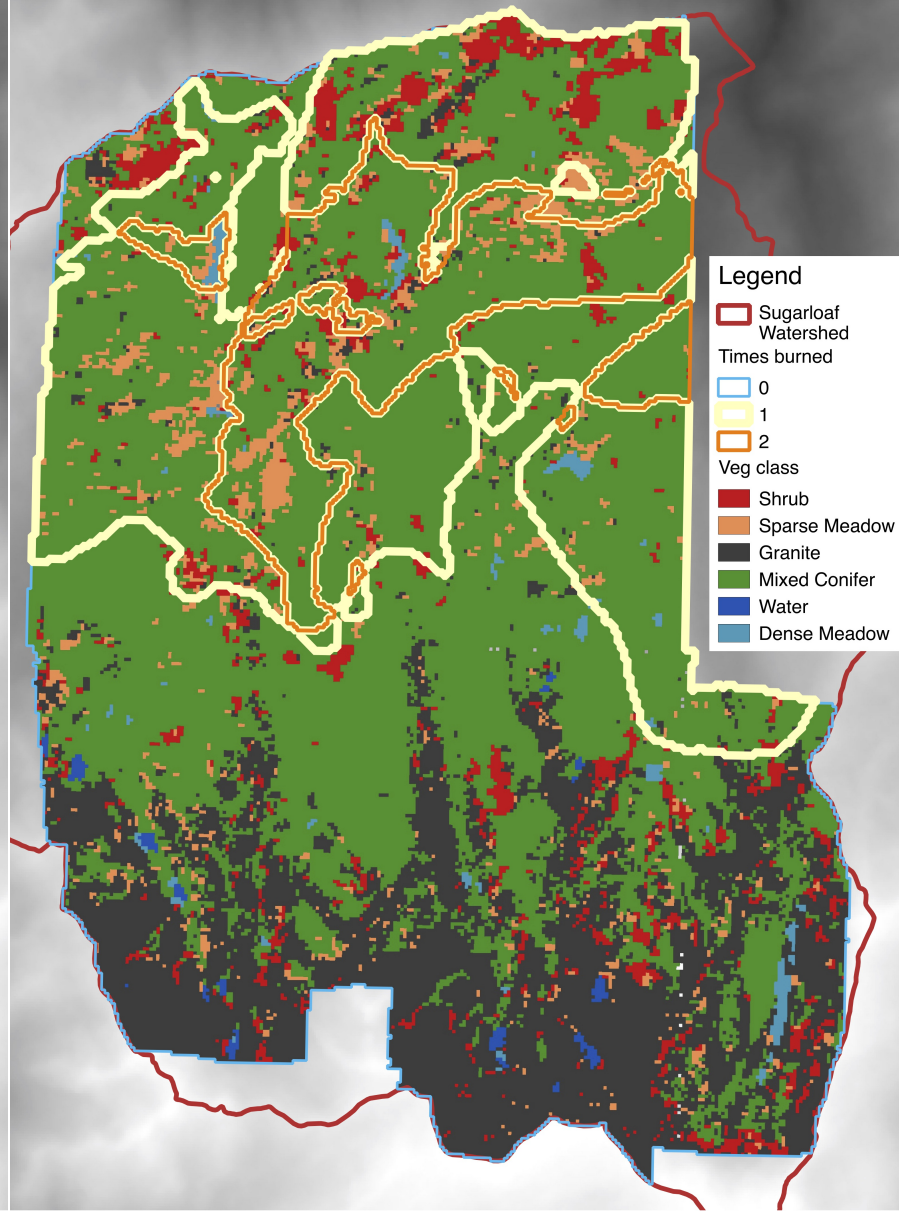 Legend
Sugarloaf
Watershed
Times burned
0
1
2
Veg class
Shrub
Sparse Meadow
Granite
Mixed Conifer
Water
Dense Meadow